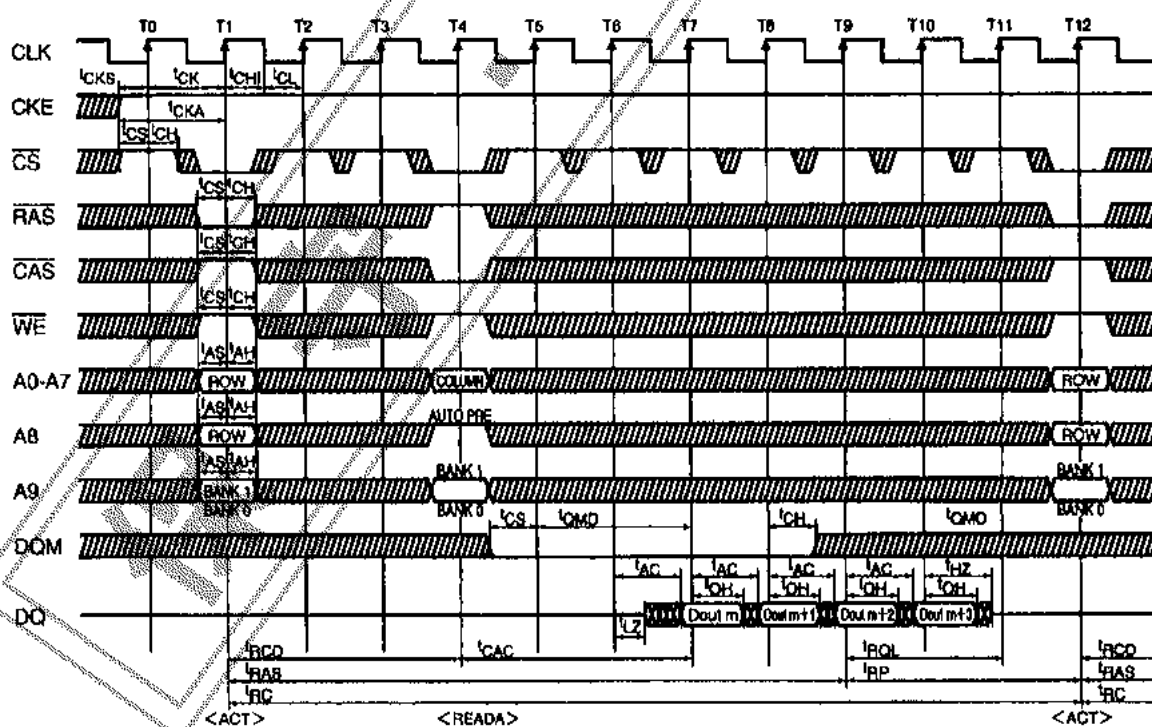 T0 T1 T2 T3 T4 T5 T6 T7 T8 T9 T10 T11 T12
CLK
tCKS tCK tCHI tCL
CKE
tCKA
tCS tCH
CS
tCS tCH
RAS
tCS tCH
CAS
tCS tCH
WE
tAS tAH
A0-A7 ROW COLUMN ROW
tAS tAH AUTO PRE
A8 ROW ROW
tAS tAH BANK 1 BANK 1
A9 BANK 1
BANK 0 BANK 0 BANK 0
tCS tQMD tCH tQMD
DQM
tAC tAC tAC tAC tHZ
tOH tOH tOH tOH
DQ Dout m Dout m+1 Dout m+2 Dout m+3
tLZ
tRCD tCAC tRQL tRCD
tRAS tRP tRAS
tRC tRC
<ACT> <READA> <ACT>